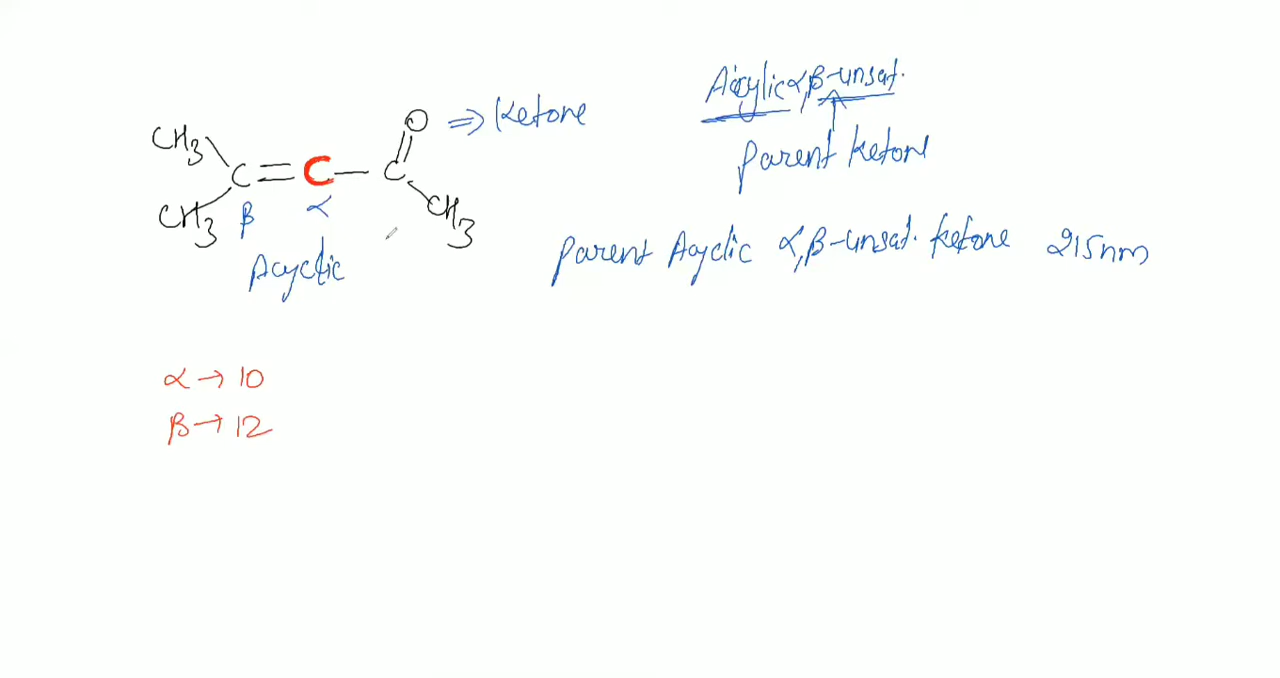 Acyclic α,β-unsat.
O ⇒ Ketone
CH3
C = C — C
Parent ketone
CH3
β
α
CH3
Acyclic
Parent Acyclic α,β-unsat. ketone 215nm
α → 10
β → 12